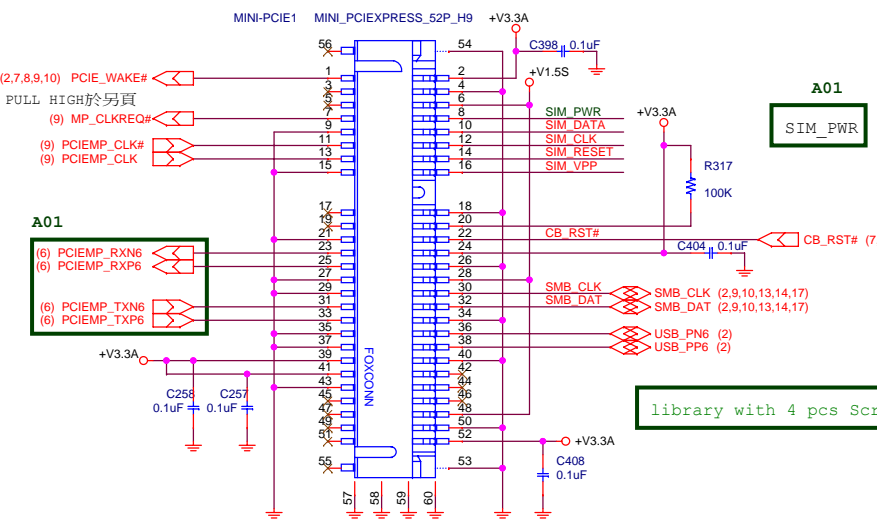 MINI-PCIE1 MINI_PCIEXPRESS_52P_H9 +V3.3A
56 54 C398 0.1uF
+V1.5S
(2,7,8,9,10) PCIE_WAKE# 1 2
3 4
PULL HIGH於另頁 5 6
(9) MP_CLKREQ# 7 8 SIM_PWR +V3.3A
9 10 SIM_DATA
(9) PCIEMP_CLK# 11 12 SIM_CLK
(9) PCIEMP_CLK 13 14 SIM_RESET
15 16 SIM_VPP
A01
SIM_PWR
R317
100K
17 18
A01
19 20
21 22 CB_RST# CB_RST# (7
(6) PCIEMP_RXN6 23 24 C404 0.1uF
(6) PCIEMP_RXP6 25 26
27 28
29 30 SMB_CLK SMB_CLK (2,9,10,13,14,17)
(6) PCIEMP_TXN6 31 32 SMB_DAT SMB_DAT (2,9,10,13,14,17)
(6) PCIEMP_TXP6 33 34
35 36 USB_PN6 (2)
37 38 USB_PP6 (2)
+V3.3A 39 40
41 42
43 44
C258 0.1uF
C257 0.1uF
45 46
47 48
49 50
51 52 +V3.3A
FOXCONN
library with 4 pcs Scr
55 53
C408
0.1uF
57 58 59 60